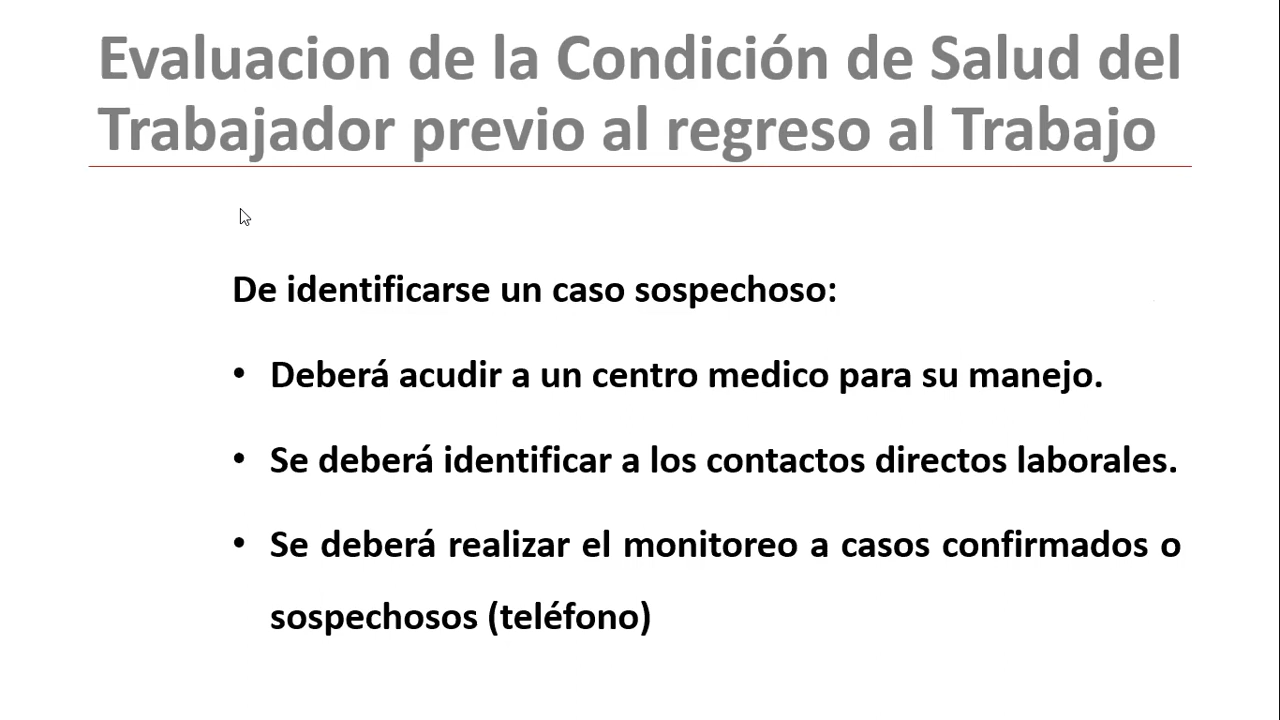 Evaluacion de la Condición de Salud del
Trabajador previo al regreso al Trabajo
De identificarse un caso sospechoso:
• Deberá acudir a un centro medico para su manejo.
• Se deberá identificar a los contactos directos laborales.
• Se deberá realizar el monitoreo a casos confirmados o
sospechosos (teléfono)